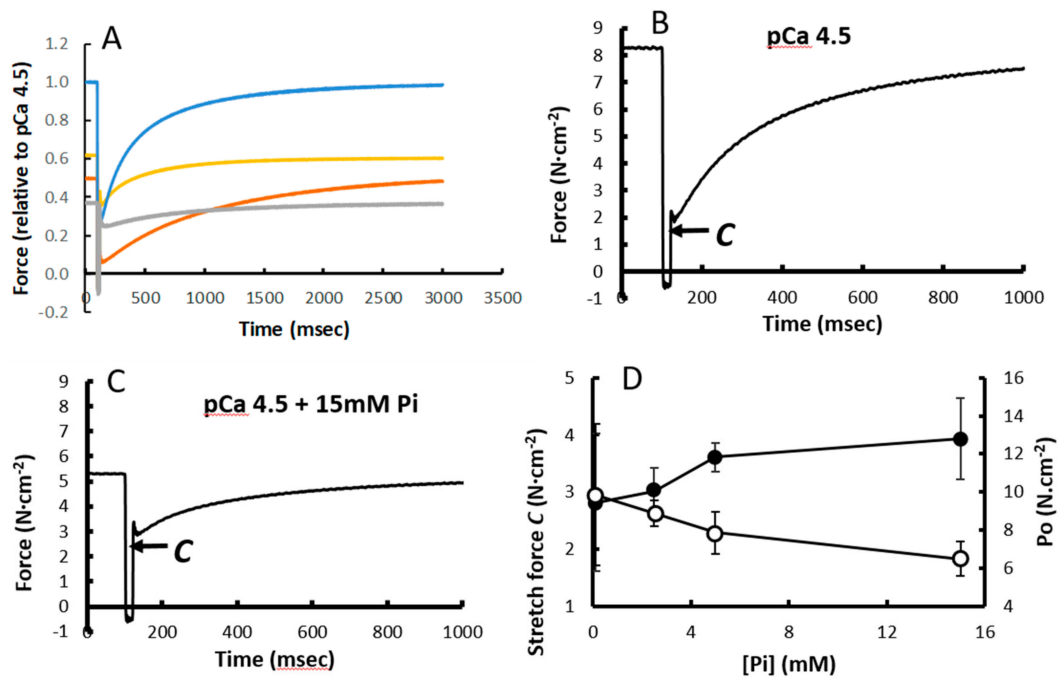 A
Force (relative to pCa 4.5)
1.2
1.0
0.8
0.6
0.4
0.2
0.0
-0.2
0 500 1000 1500 2000 2500 3000 3500
Time (msec)
B
pCa 4.5
Force (N·cm-2)
9
8
7
6
5
4
3
2
1
0
-1
C
0 200 400 600 800 1000
Time (msec)
C
pCa 4.5 + 15mM Pi
Force (N·cm-2)
9
8
7
6
5
4
3
2
1
0
-1
C
0 200 400 600 800 1000
Time (msec)
D
Stretch force C (N·cm-2)
5
4
3
2
1
16
14
12
10
8
6
4
Po (N.cm-2)
0 4 8 12 16
[Pi] (mM)